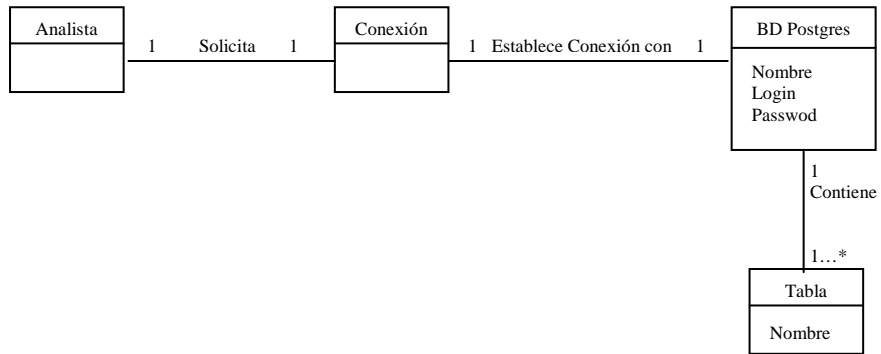 Analista
1 Solicita 1
Conexión
1 Establece Conexión con 1
BD Postgres
Nombre
Login
Passwod
1
Contiene
1…*
Tabla
Nombre